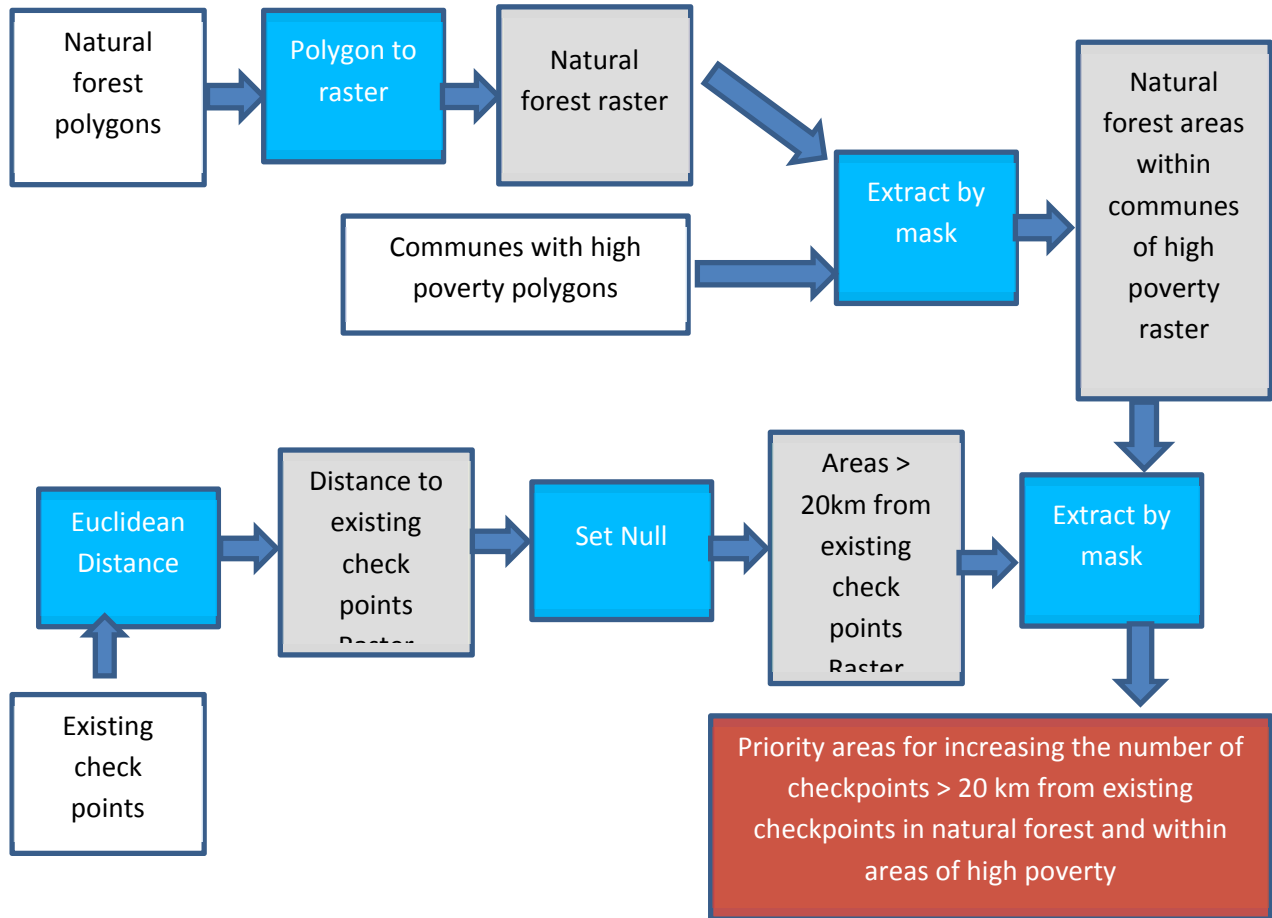 Natural
forest
polygons
Polygon to
raster
Natural
forest raster
Communes with high
poverty polygons
Extract by
mask
Natural
forest areas
within
communes
of high
poverty
raster
Existing
check
points
Euclidean
Distance
Distance to
existing
check
points
Raster
Set Null
Areas >
20km from
existing
check
points
Raster
Extract by
mask
Priority areas for increasing the number of
checkpoints > 20 km from existing
checkpoints in natural forest and within
areas of high poverty